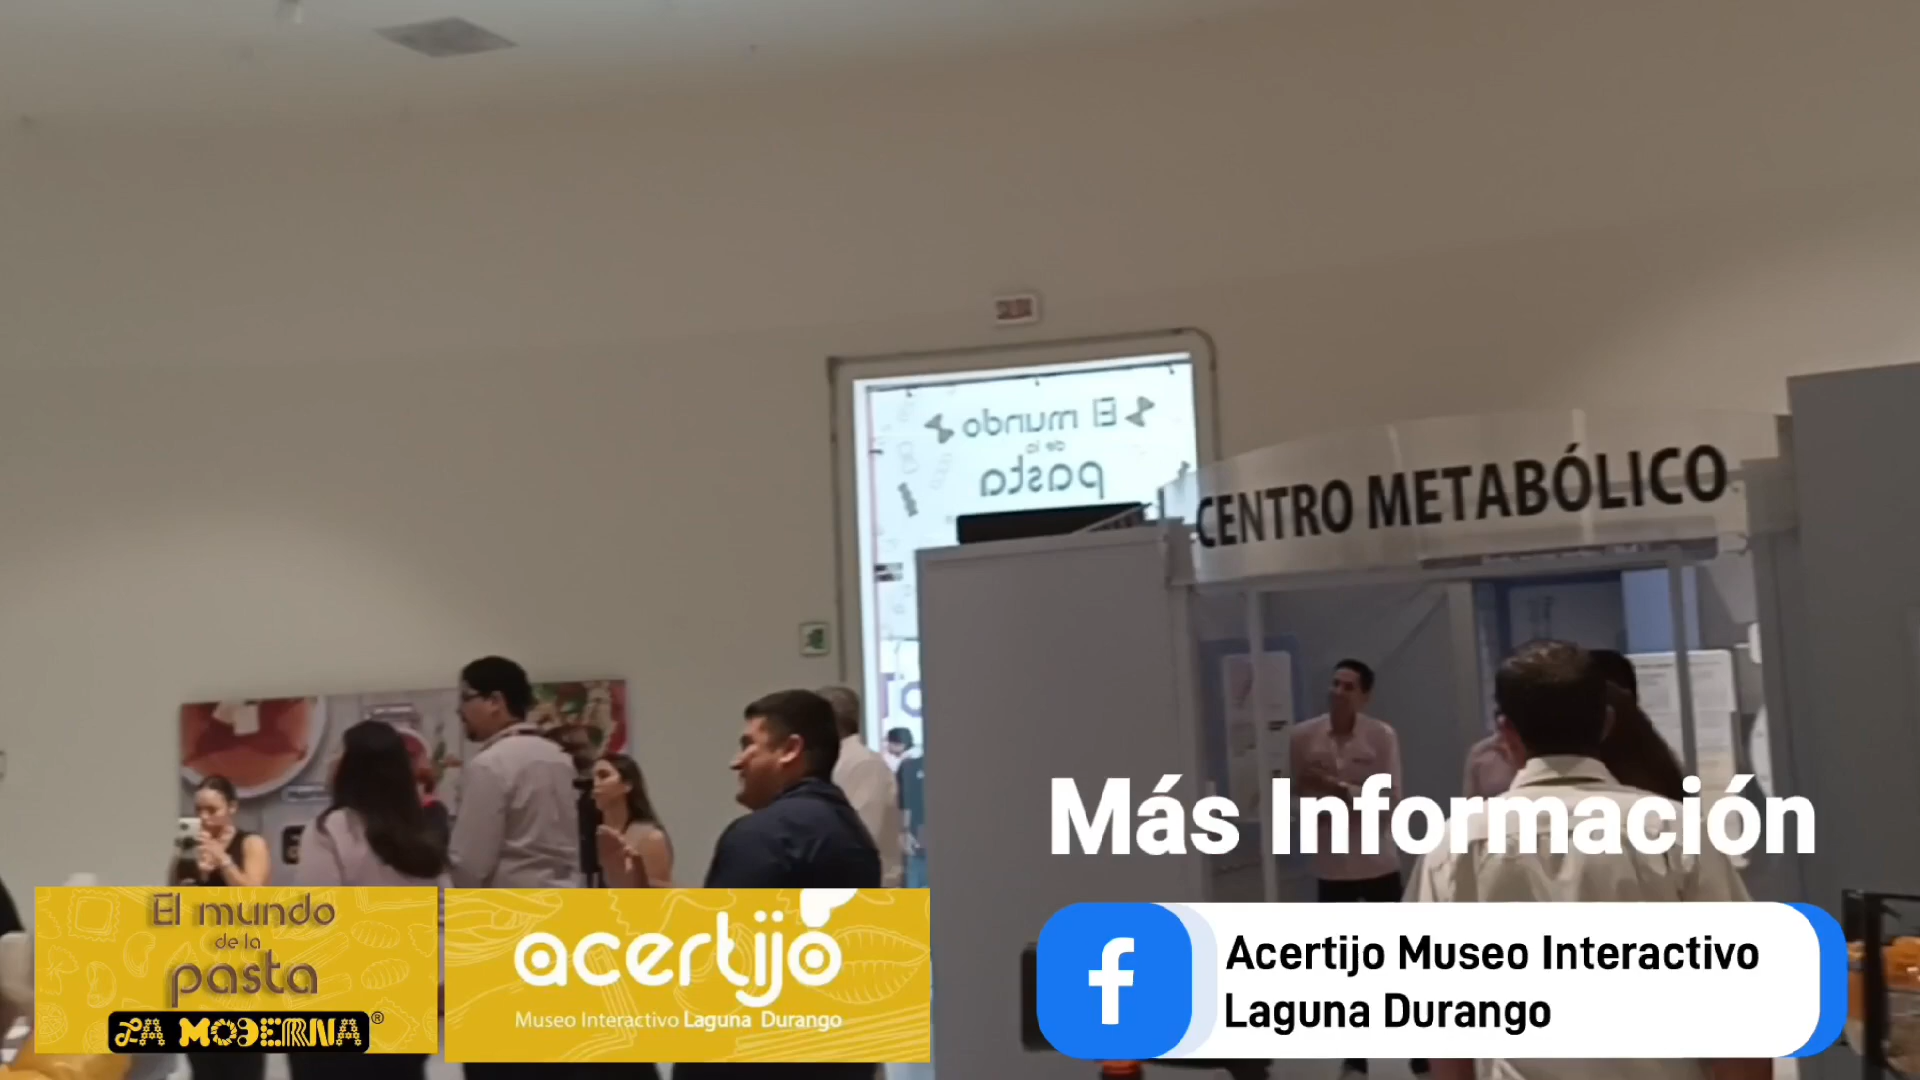 SALIDA
El mundo
de la
pasta
CENTRO METABÓLICO
Más Información
Acertijo Museo Interactivo
Laguna Durango
El mundo
de la
pasta
LA MODERNA®
acertijo
Museo Interactivo Laguna Durango